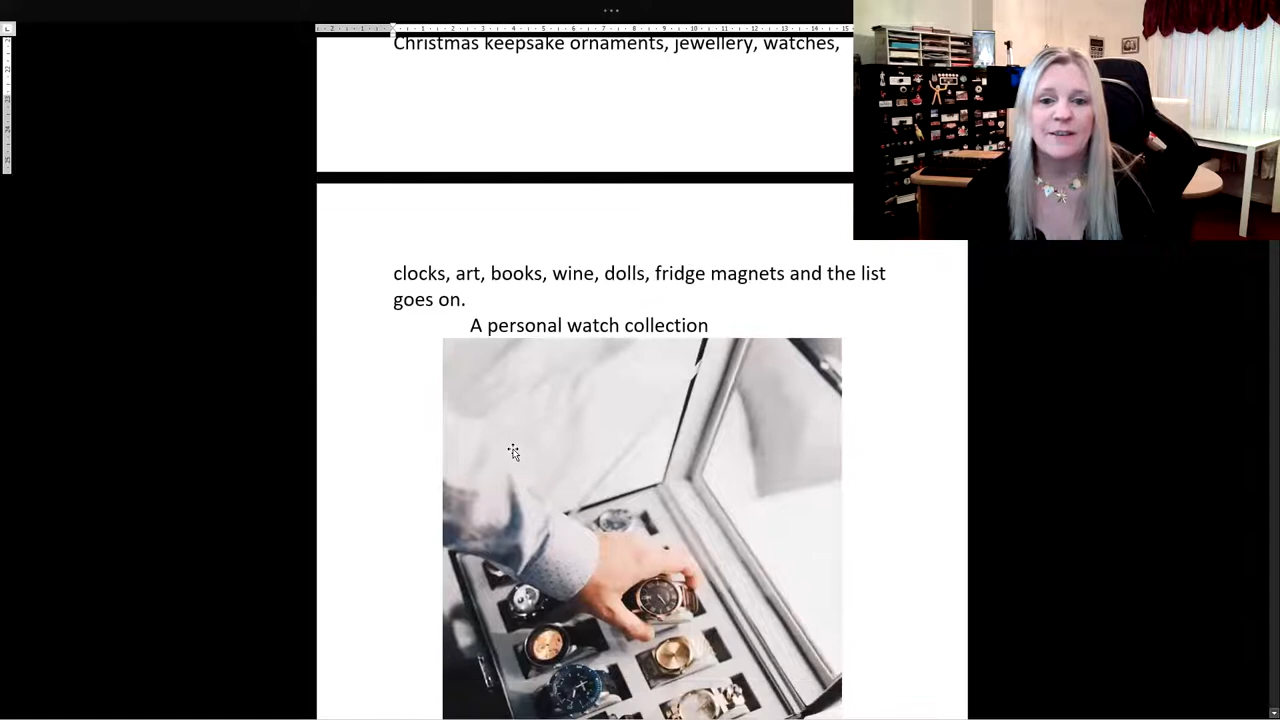 Christmas keepsake ornaments, jewellery, watches,
clocks, art, books, wine, dolls, fridge magnets and the list
goes on.
A personal watch collection